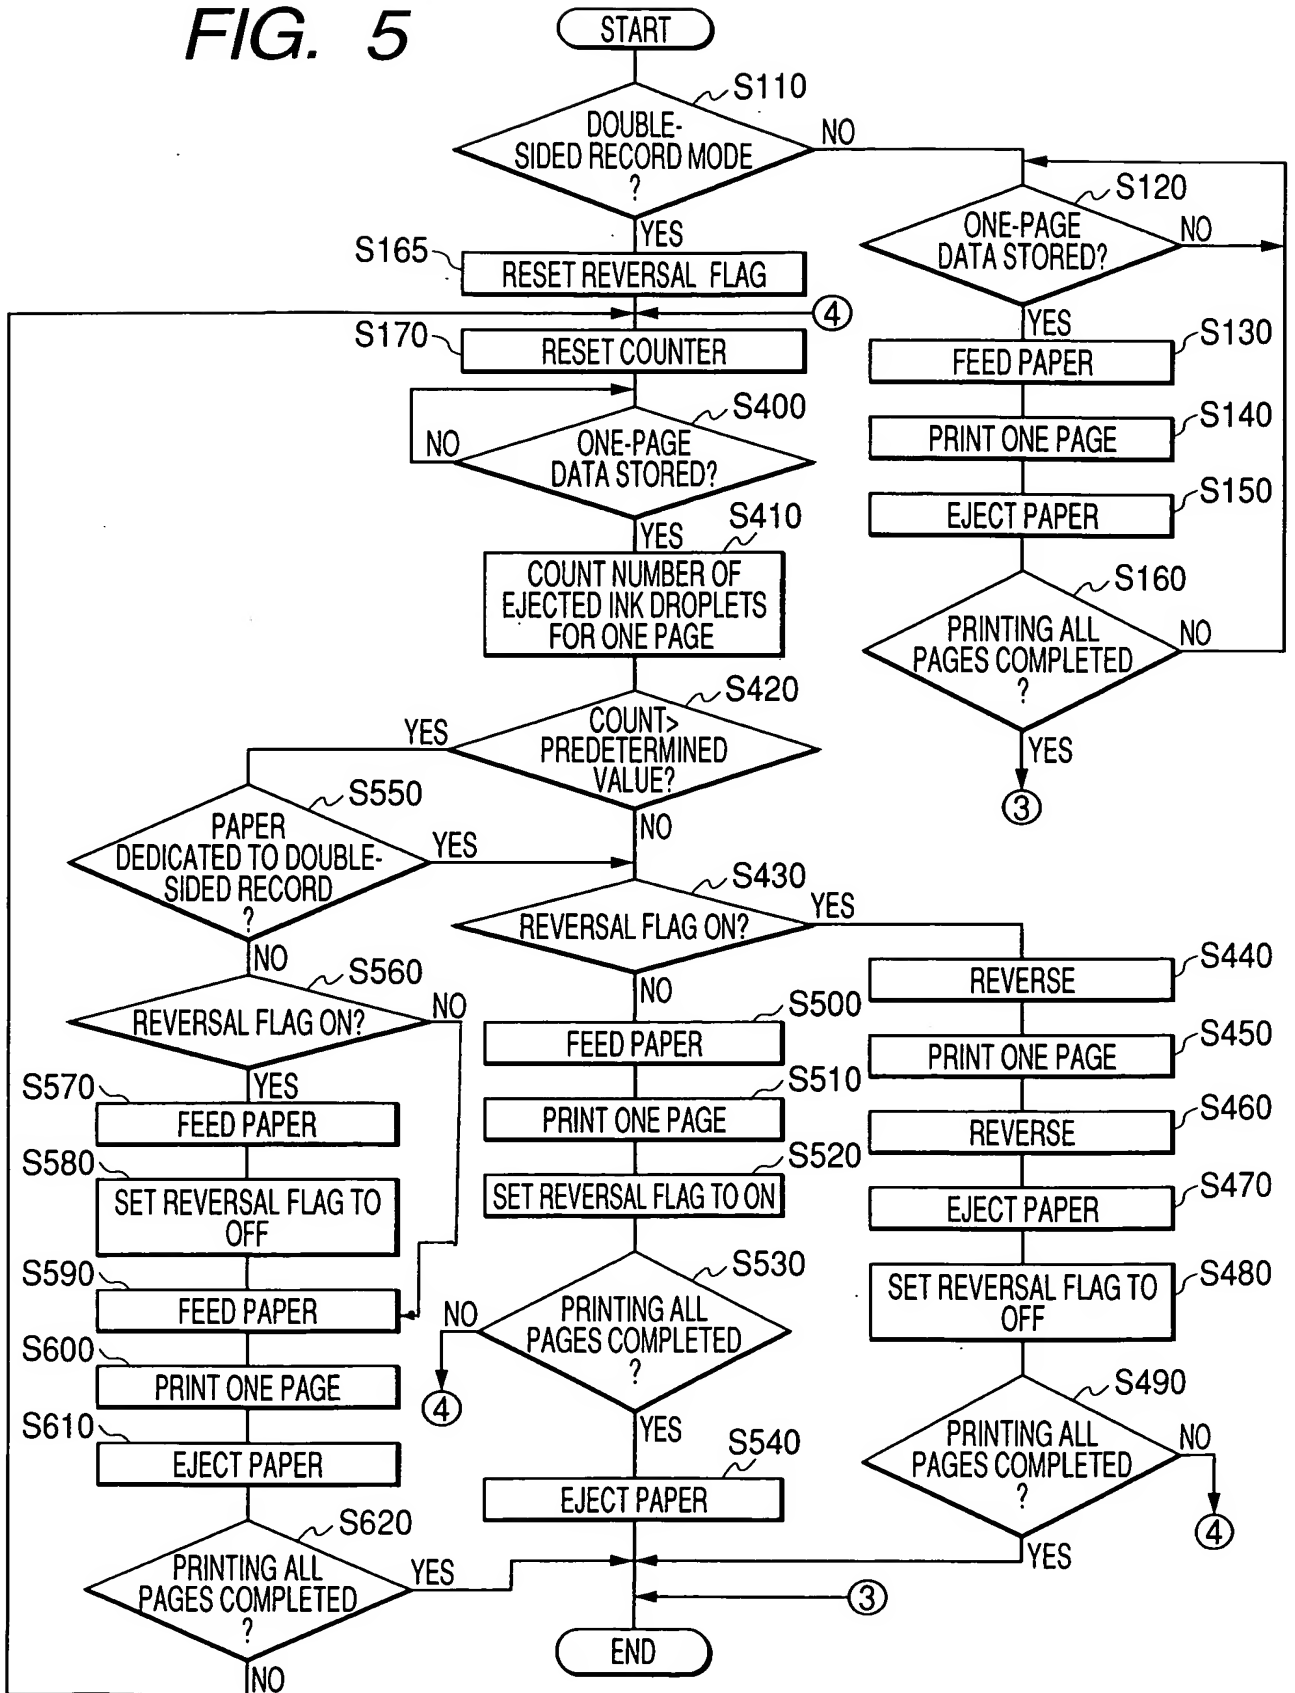 FIG. 5
START
S110
DOUBLE-
SIDED RECORD MODE
?
NO
YES
S165
RESET REVERSAL FLAG
4
S170
RESET COUNTER
S400
ONE-PAGE
DATA STORED?
NO
YES
S410
COUNT NUMBER OF
EJECTED INK DROPLETS
FOR ONE PAGE
S420
COUNT>
PREDETERMINED
VALUE?
YES
NO
S120
ONE-PAGE
DATA STORED?
NO
YES
S130
FEED PAPER
S140
PRINT ONE PAGE
S150
EJECT PAPER
S160
PRINTING ALL
PAGES COMPLETED
?
NO
YES
3
S550
PAPER
DEDICATED TO DOUBLE-
SIDED RECORD
?
YES
NO
S560
REVERSAL FLAG ON?
NO
YES
S570
FEED PAPER
S580
SET REVERSAL FLAG TO
OFF
S590
FEED PAPER
S600
PRINT ONE PAGE
S610
EJECT PAPER
S620
PRINTING ALL
PAGES COMPLETED
?
YES
NO
S430
REVERSAL FLAG ON?
YES
NO
S500
FEED PAPER
S510
PRINT ONE PAGE
S520
SET REVERSAL FLAG TO ON
S530
PRINTING ALL
PAGES COMPLETED
?
NO
4
YES
S540
EJECT PAPER
S440
REVERSE
S450
PRINT ONE PAGE
S460
REVERSE
S470
EJECT PAPER
S480
SET REVERSAL FLAG TO
OFF
S490
PRINTING ALL
PAGES COMPLETED
?
NO
4
YES
3
END